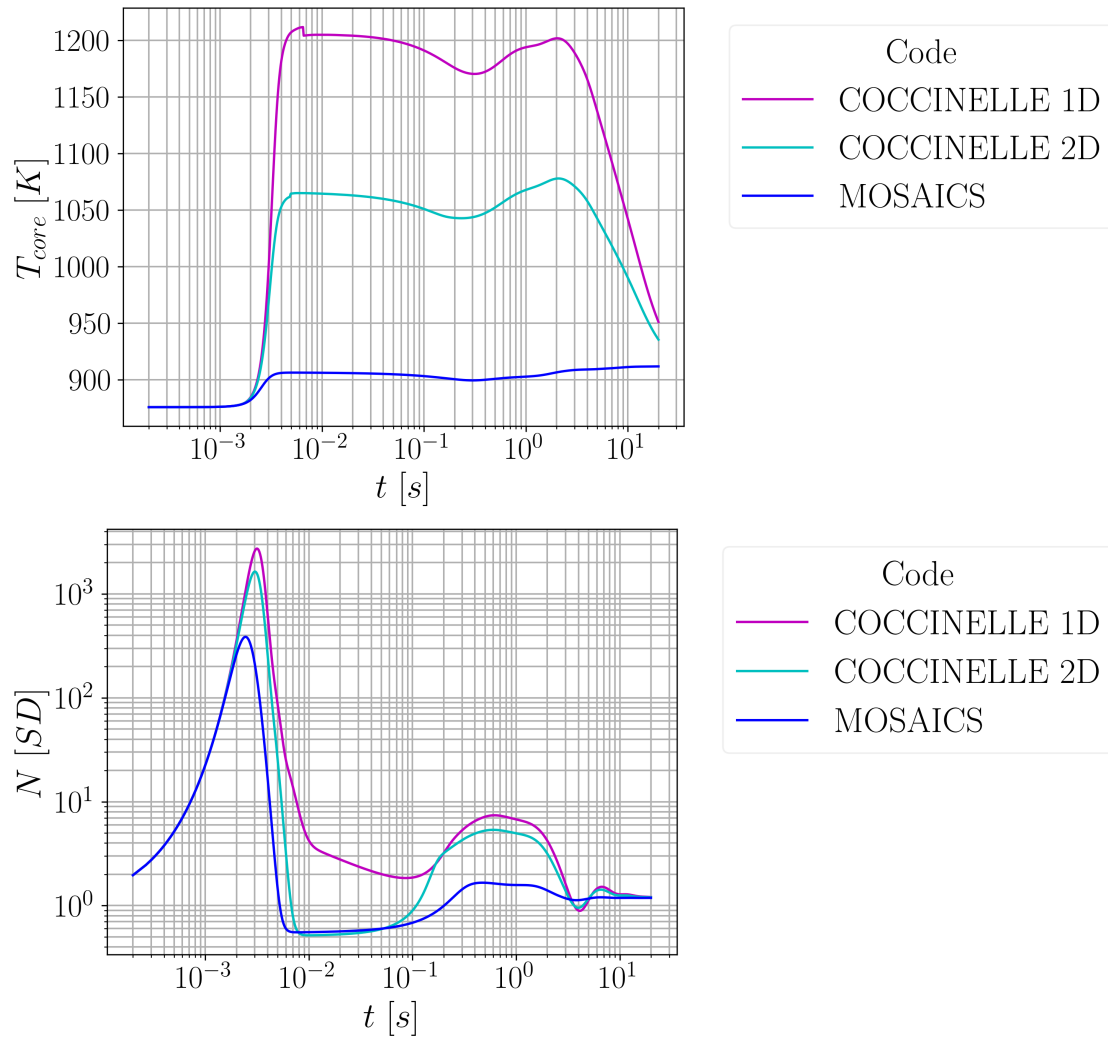 1200
1150
1100
1050
1000
950
900
T_{core} [K]
10^{-3} 10^{-2} 10^{-1} 10^{0} 10^{1}
t [s]
Code
COCCINELLE 1D
COCCINELLE 2D
MOSAICS
10^{3}
10^{2}
10^{1}
10^{0}
N [SD]
10^{-3} 10^{-2} 10^{-1} 10^{0} 10^{1}
t [s]
Code
COCCINELLE 1D
COCCINELLE 2D
MOSAICS